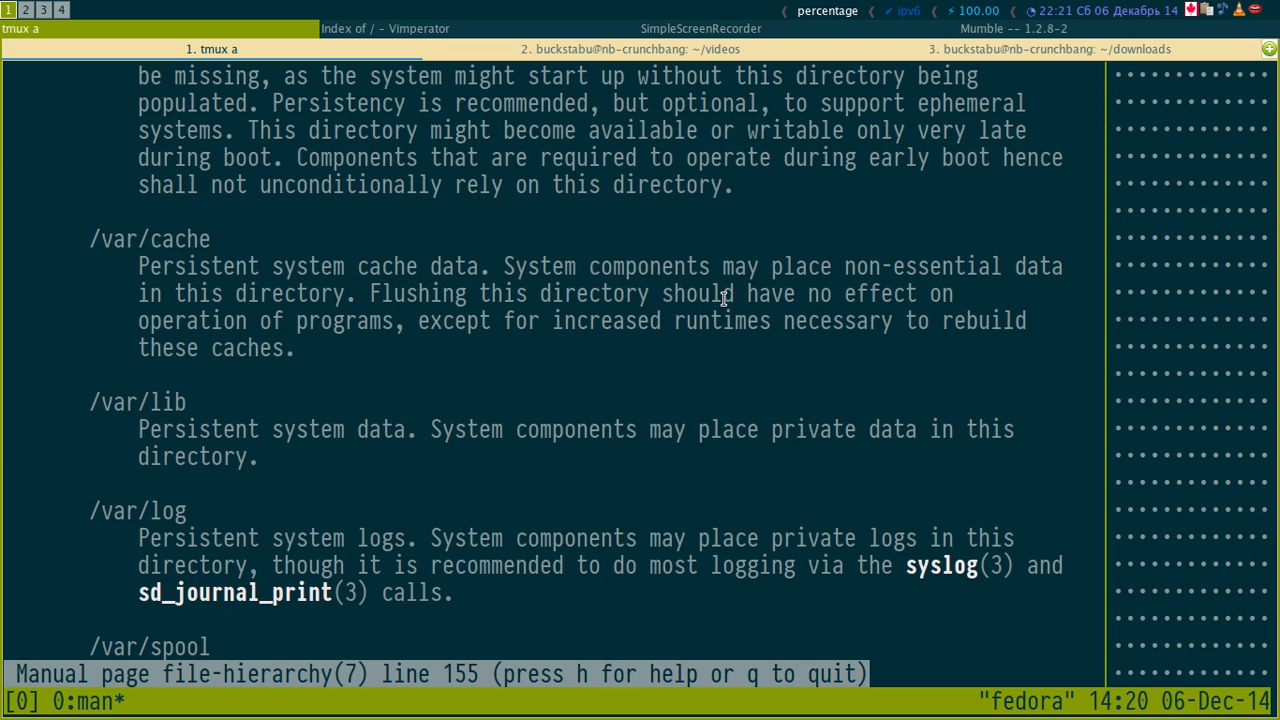 1 2 3 4 percentage ✔ ipv6 ⚡ 100.00 22:21 Сб 06 Декабрь 14
tmux a Index of / – Vimperator SimpleScreenRecorder Mumble -- 1.2.8-2
1. tmux a 2. buckstabu@nb-crunchbang: ~/videos 3. buckstabu@nb-crunchbang: ~/downloads
be missing, as the system might start up without this directory being
populated. Persistency is recommended, but optional, to support ephemeral
systems. This directory might become available or writable only very late
during boot. Components that are required to operate during early boot hence
shall not unconditionally rely on this directory.
/var/cache
Persistent system cache data. System components may place non-essential data
in this directory. Flushing this directory should have no effect on
operation of programs, except for increased runtimes necessary to rebuild
these caches.
/var/lib
Persistent system data. System components may place private data in this
directory.
/var/log
Persistent system logs. System components may place private logs in this
directory, though it is recommended to do most logging via the syslog(3) and
sd_journal_print(3) calls.
/var/spool
Manual page file-hierarchy(7) line 155 (press h for help or q to quit)
[0] 0:man* "fedora" 14:20 06-Dec-14